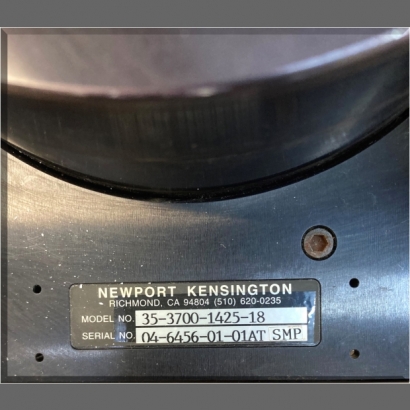 NEWPORT KENSINGTON
RICHMOND, CA 94804 (510) 620-0235
MODEL NO. 35-3700-1425-18
SERIAL NO. 04-6456-01-01AT SMP